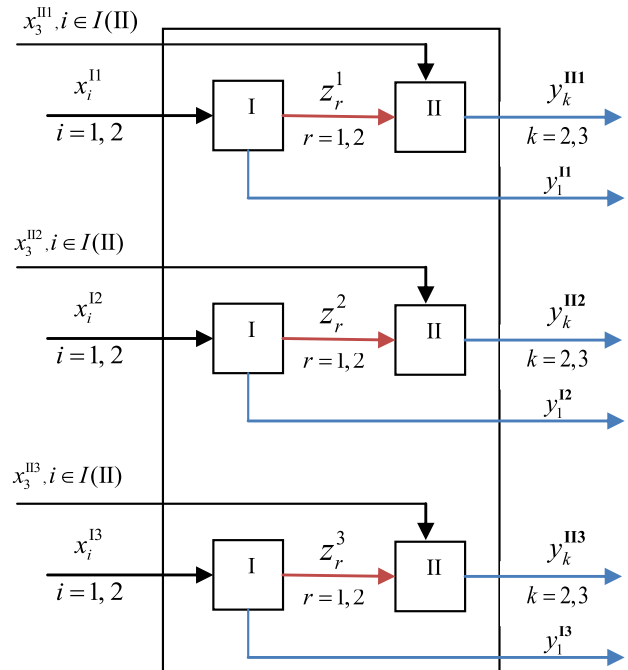 x_3^{II1}, i ∈ I(II)
x_i^{I1}
i = 1, 2
I
z_r^1
r = 1, 2
II
y_k^{II1}
k = 2, 3
y_1^{I1}
x_3^{II2}, i ∈ I(II)
x_i^{I2}
i = 1, 2
I
z_r^2
r = 1, 2
II
y_k^{II2}
k = 2, 3
y_1^{I2}
x_3^{II3}, i ∈ I(II)
x_i^{I3}
i = 1, 2
I
z_r^3
r = 1, 2
II
y_k^{II3}
k = 2, 3
y_1^{I3}